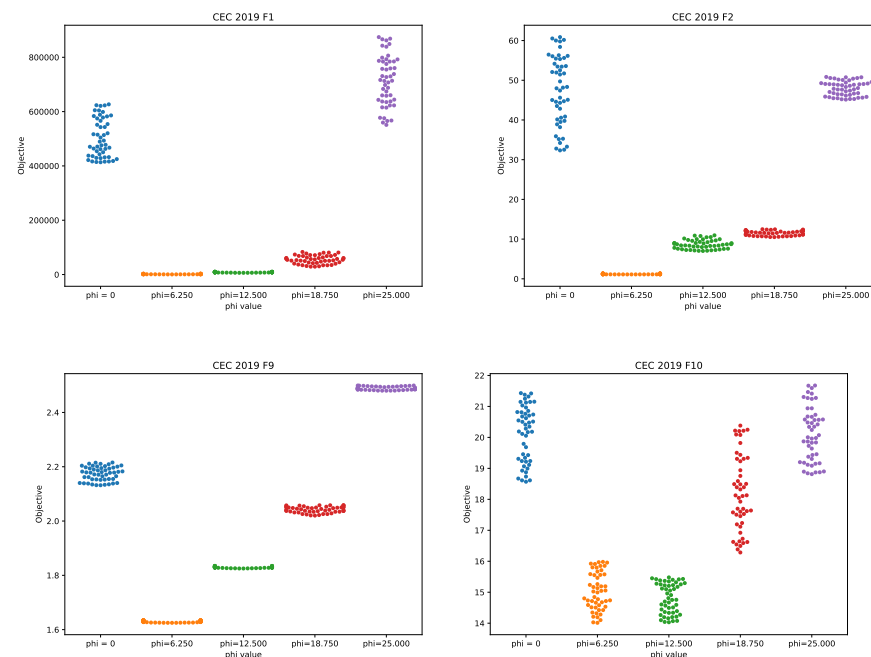 CEC 2019 F1
800000
600000
400000
200000
0
Objective
phi = 0 phi=6.250 phi=12.500 phi=18.750 phi=25.000
phi value
CEC 2019 F2
60
50
40
30
20
10
0
Objective
phi = 0 phi=6.250 phi=12.500 phi=18.750 phi=25.000
phi value
CEC 2019 F9
2.4
2.2
2.0
1.8
1.6
Objective
phi = 0 phi=6.250 phi=12.500 phi=18.750 phi=25.000
phi value
CEC 2019 F10
22
21
20
19
18
17
16
15
14
Objective
phi = 0 phi=6.250 phi=12.500 phi=18.750 phi=25.000
phi value